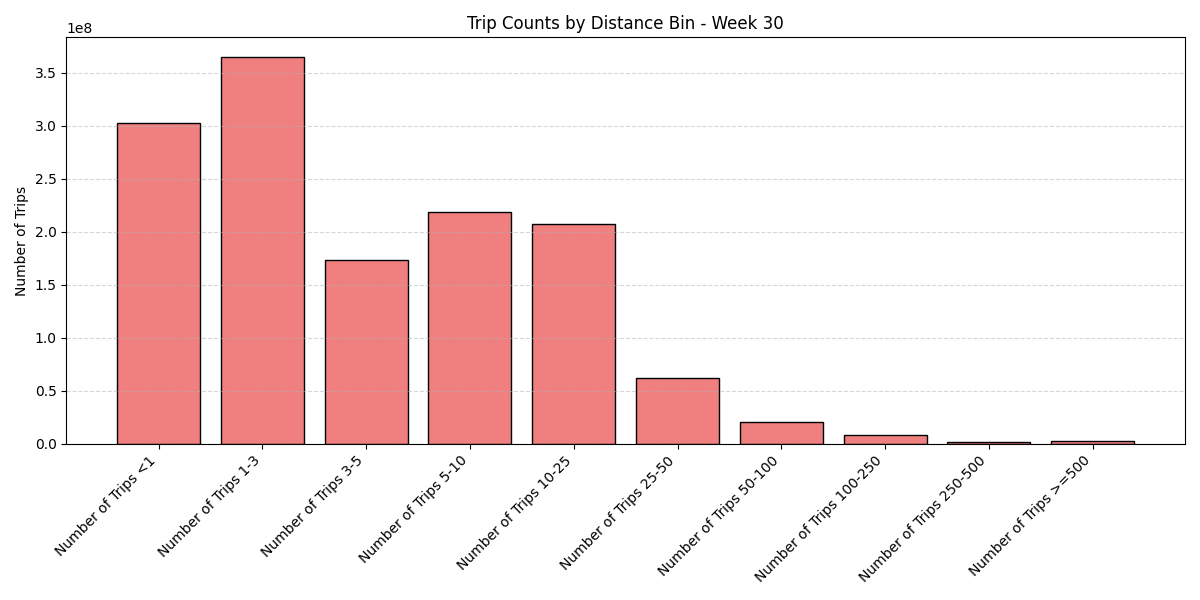 Trip Counts by Distance Bin - Week 30
1e8
3.5
3.0
2.5
2.0
1.5
1.0
0.5
0.0
Number of Trips
Number of Trips <1
Number of Trips 1-3
Number of Trips 3-5
Number of Trips 5-10
Number of Trips 10-25
Number of Trips 25-50
Number of Trips 50-100
Number of Trips 100-250
Number of Trips 250-500
Number of Trips >=500